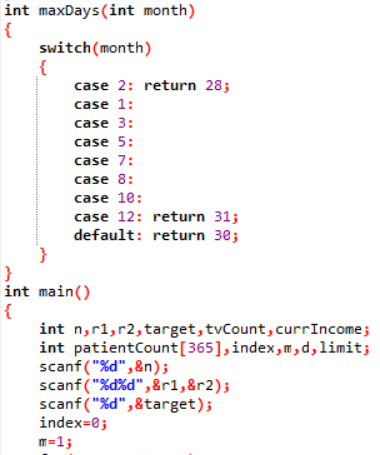 int maxDays(int month)
{
    switch(month)
    {
        case 2: return 28;
        case 1:
        case 3:
        case 5:
        case 7:
        case 8:
        case 10:
        case 12: return 31;
        default: return 30;
    }
}
int main()
{
    int n,r1,r2,target,tvCount,currIncome;
    int patientCount[365],index,m,d,limit;
    scanf("%d",&n);
    scanf("%d%d",&r1,&r2);
    scanf("%d",&target);
    index=0;
    m=1;